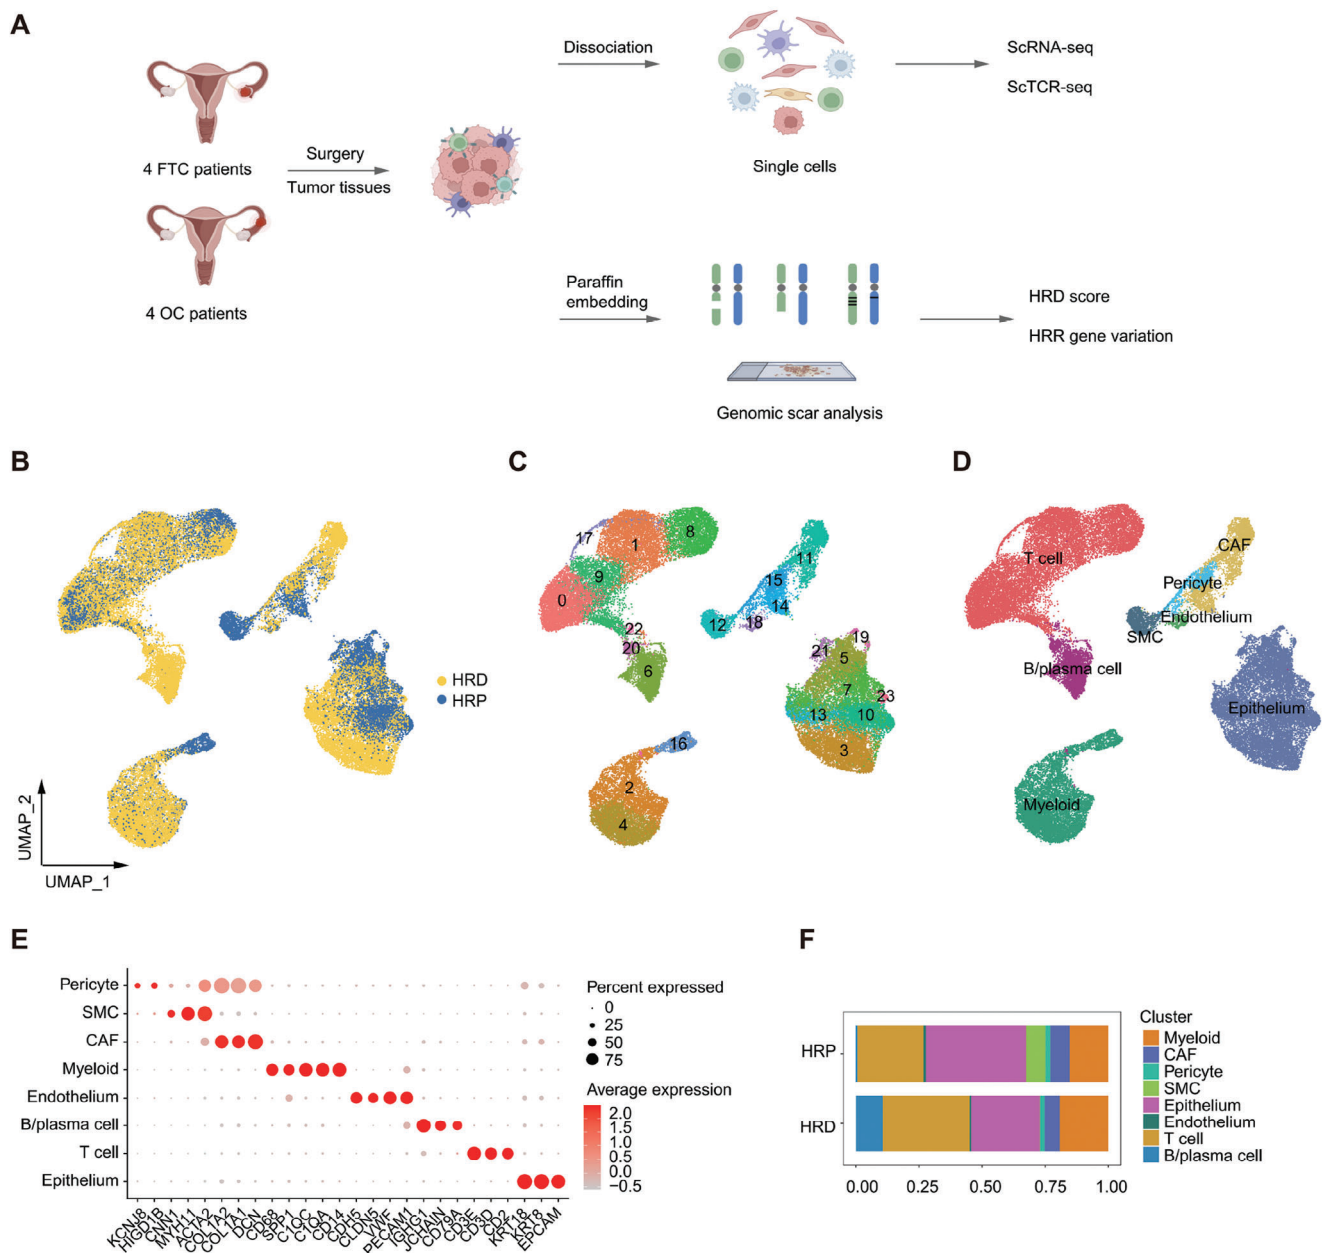 A
4 FTC patients
4 OC patients
Surgery
Tumor tissues
Dissociation
Single cells
ScRNA-seq
ScTCR-seq
Paraffin
embedding
Genomic scar analysis
HRD score
HRR gene variation
B
HRD
HRP
UMAP_2
UMAP_1
C
17
1
8
9
0
22
20
6
11
15
14
12
18
19
21
5
7
23
13
10
3
16
2
4
D
T cell
CAF
Pericyte
Endothelium
SMC
B/plasma cell
Epithelium
Myeloid
E
Pericyte
SMC
CAF
Myeloid
Endothelium
B/plasma cell
T cell
Epithelium
KCNJ8
HIGD1B
CNN1
MYH11
ACTA2
COL1A2
COL1A1
DCN
CD68
SPP1
C1QC
C1QA
CD14
CDH5
CLDN5
VWF
PECAM1
IGHG1
JCHAIN
CD79A
CD3E
CD3D
CD2
KRT18
KRT8
EPCAM
Percent expressed
0
25
50
75
Average expression
2.0
1.5
1.0
0.5
0.0
−0.5
F
HRP
HRD
0.00
0.25
0.50
0.75
1.00
Cluster
Myeloid
CAF
Pericyte
SMC
Epithelium
Endothelium
T cell
B/plasma cell